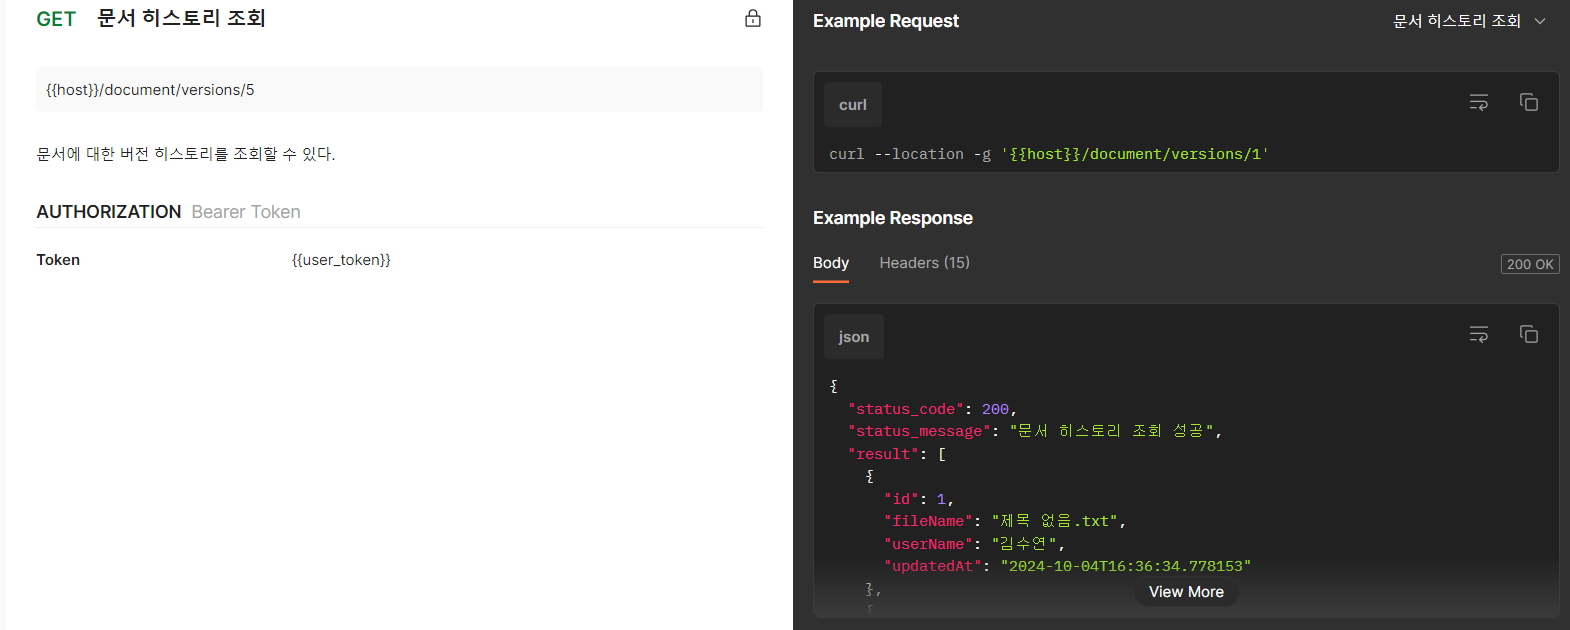 GET 문서 히스토리 조회
{{host}}/document/versions/5
문서에 대한 버전 히스토리를 조회할 수 있다.
AUTHORIZATION Bearer Token
Token {{user_token}}
Example Request 문서 히스토리 조회
curl
curl --location -g '{{host}}/document/versions/1'
Example Response
Body Headers (15) 200 OK
json
{
"status_code": 200,
"status_message": "문서 히스토리 조회 성공",
"result": [
{
"id": 1,
"fileName": "제목 없음.txt",
"userName": "김수연",
"updatedAt": "2024-10-04T16:36:34.778153"
},
{
View More